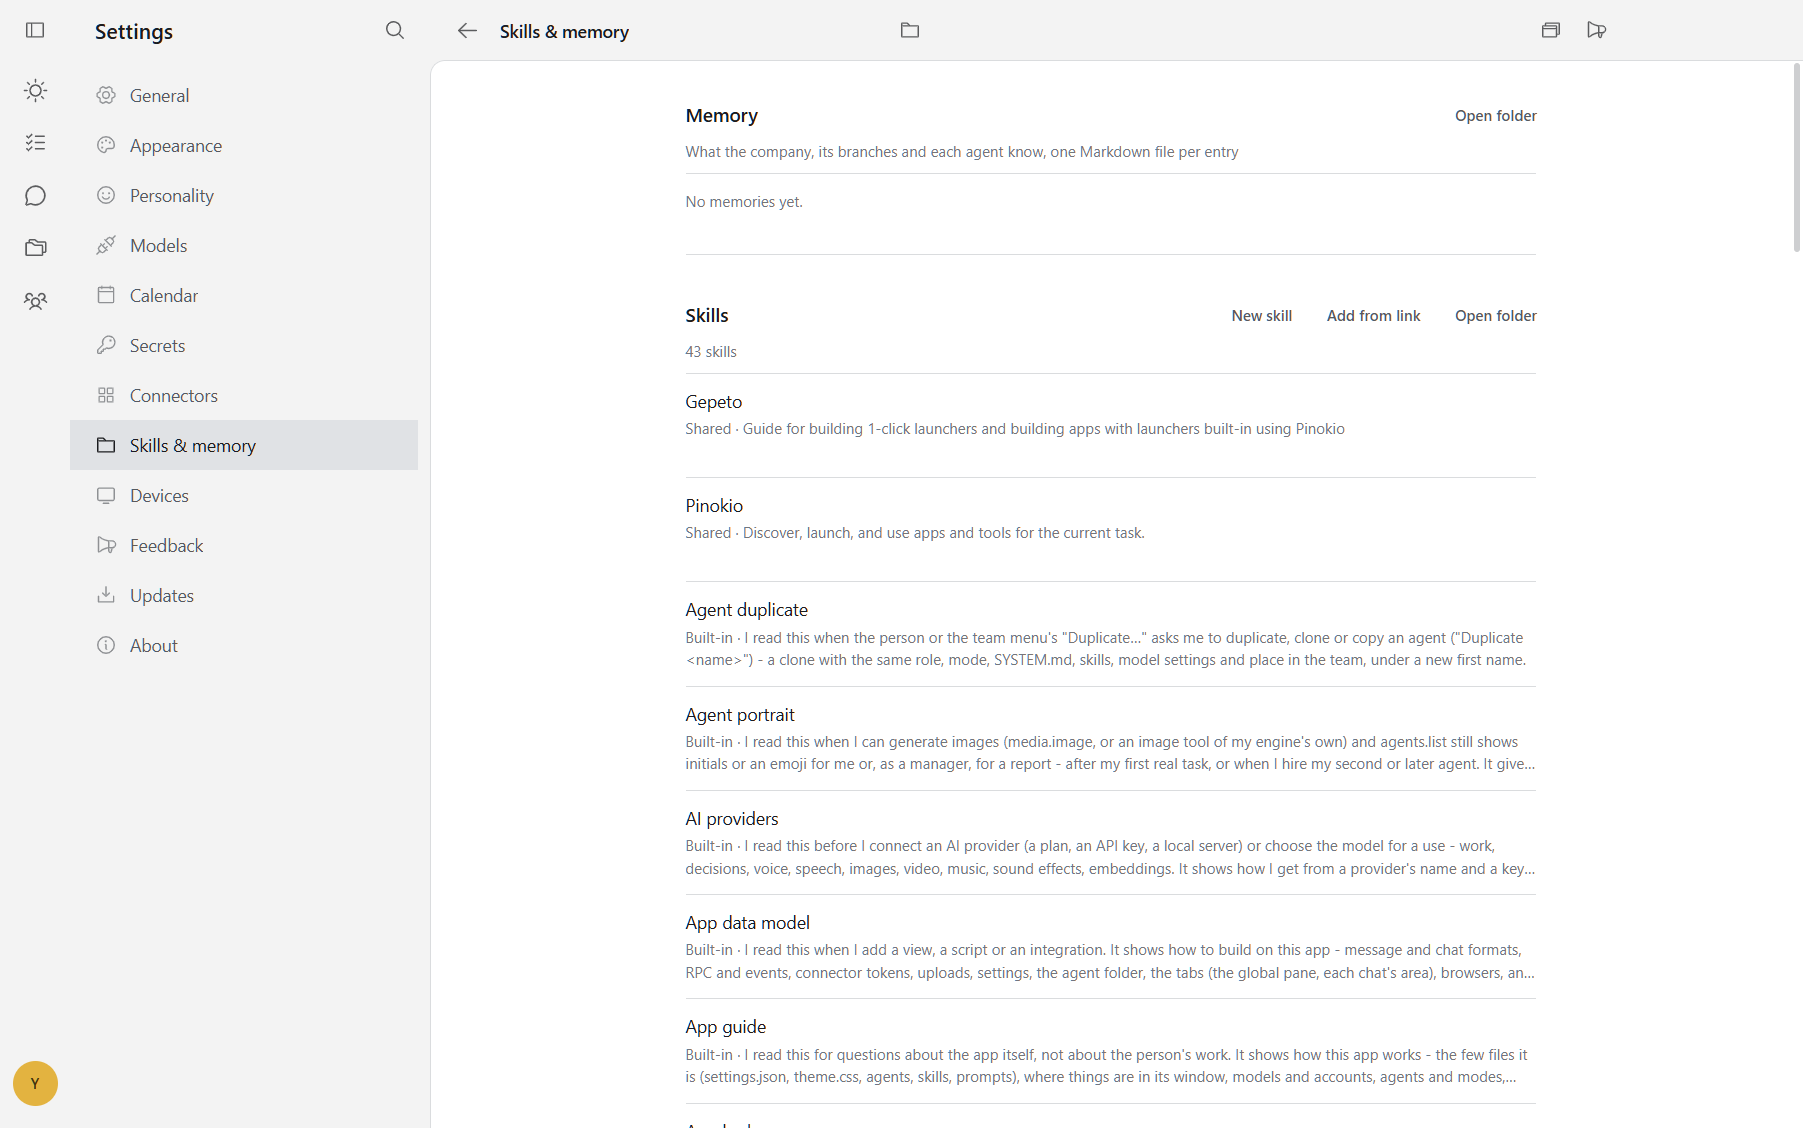 Settings
Skills & memory
General
Appearance
Personality
Models
Calendar
Secrets
Connectors
Skills & memory
Devices
Feedback
Updates
About
Y
Memory
Open folder
What the company, its branches and each agent know, one Markdown file per entry
No memories yet.
Skills
New skill
Add from link
Open folder
43 skills
Gepeto
Shared · Guide for building 1-click launchers and building apps with launchers built-in using Pinokio
Pinokio
Shared · Discover, launch, and use apps and tools for the current task.
Agent duplicate
Built-in · I read this when the person or the team menu's "Duplicate..." asks me to duplicate, clone or copy an agent ("Duplicate
<name>") - a clone with the same role, mode, SYSTEM.md, skills, model settings and place in the team, under a new first name.
Agent portrait
Built-in · I read this when I can generate images (media.image, or an image tool of my engine's own) and agents.list still shows
initials or an emoji for me or, as a manager, for a report - after my first real task, or when I hire my second or later agent. It give...
AI providers
Built-in · I read this before I connect an AI provider (a plan, an API key, a local server) or choose the model for a use - work,
decisions, voice, speech, images, video, music, sound effects, embeddings. It shows how I get from a provider's name and a key...
App data model
Built-in · I read this when I add a view, a script or an integration. It shows how to build on this app - message and chat formats,
RPC and events, connector tokens, uploads, settings, the agent folder, the tabs (the global pane, each chat's area), browsers, an...
App guide
Built-in · I read this for questions about the app itself, not about the person's work. It shows how this app works - the few files it
is (settings.json, theme.css, agents, skills, prompts), where things are in its window, models and accounts, agents and modes,...